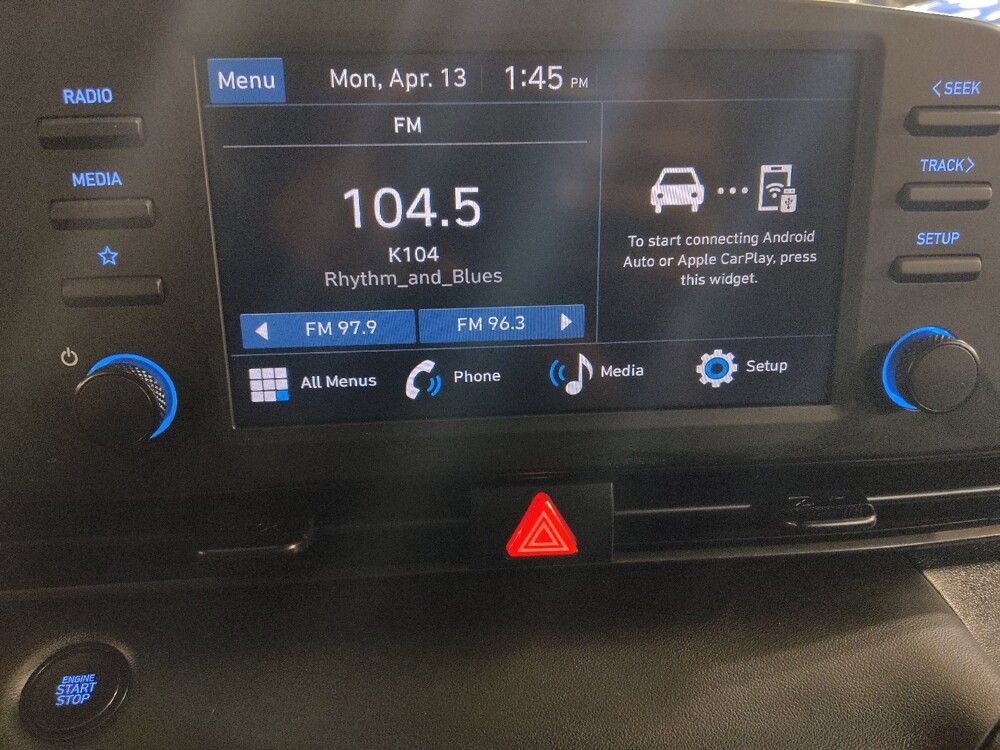 RADIO
MEDIA
Menu
Mon, Apr. 13
1:45 PM
FM
104.5
K104
Rhythm_and_Blues
FM 97.9
FM 96.3
To start connecting Android
Auto or Apple CarPlay, press
this widget.
All Menus
Phone
Media
Setup
<SEEK
TRACK>
SETUP
ENGINE
START
STOP